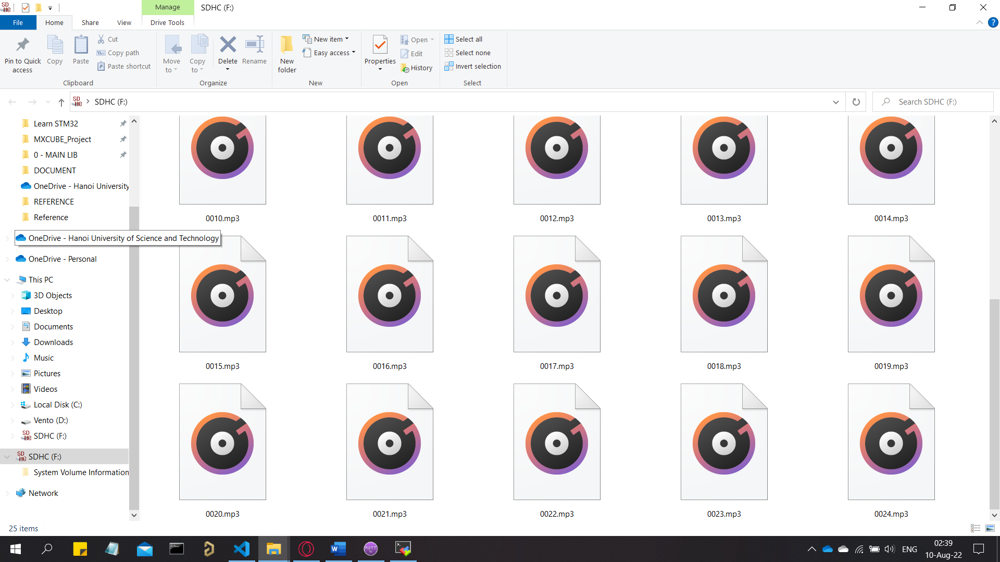 Manage
SDHC (F:)
File
Home
Share
View
Drive Tools
Pin to Quick access
Copy
Paste
Cut
Copy path
Paste shortcut
Clipboard
Move to
Copy to
Delete
Rename
Organize
New folder
New item
Easy access
New
Properties
Open
Edit
History
Open
Select all
Select none
Invert selection
Select
SDHC (F:)
Search SDHC (F:)
Learn STM32
MXCUBE_Project
0 - MAIN LIB
DOCUMENT
OneDrive - Hanoi University
REFERENCE
Reference
OneDrive - Hanoi University of Science and Technology
OneDrive - Personal
This PC
3D Objects
Desktop
Documents
Downloads
Music
Pictures
Videos
Local Disk (C:)
Vento (D:)
SDHC (F:)
SDHC (F:)
System Volume Information
Network
0010.mp3
0011.mp3
0012.mp3
0013.mp3
0014.mp3
0015.mp3
0016.mp3
0017.mp3
0018.mp3
0019.mp3
0020.mp3
0021.mp3
0022.mp3
0023.mp3
0024.mp3
25 items
ENG
02:39
10-Aug-22